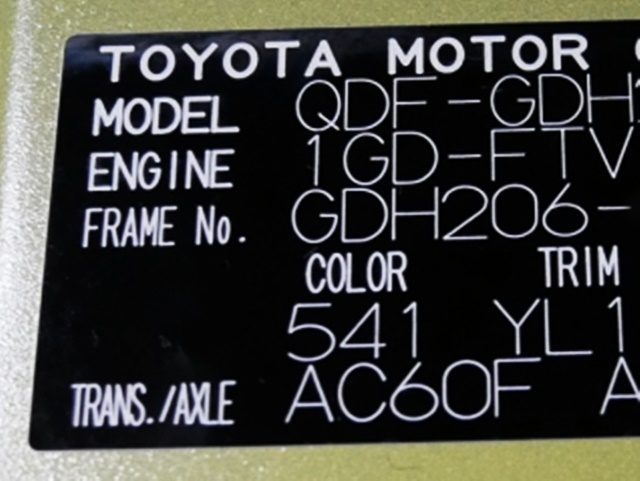 TOYOTA MOTOR
MODEL QDF-GDH
ENGINE 1GD-FTV
FRAME No. GDH206-
COLOR TRIM
541 YL1
TRANS./AXLE AC60F A